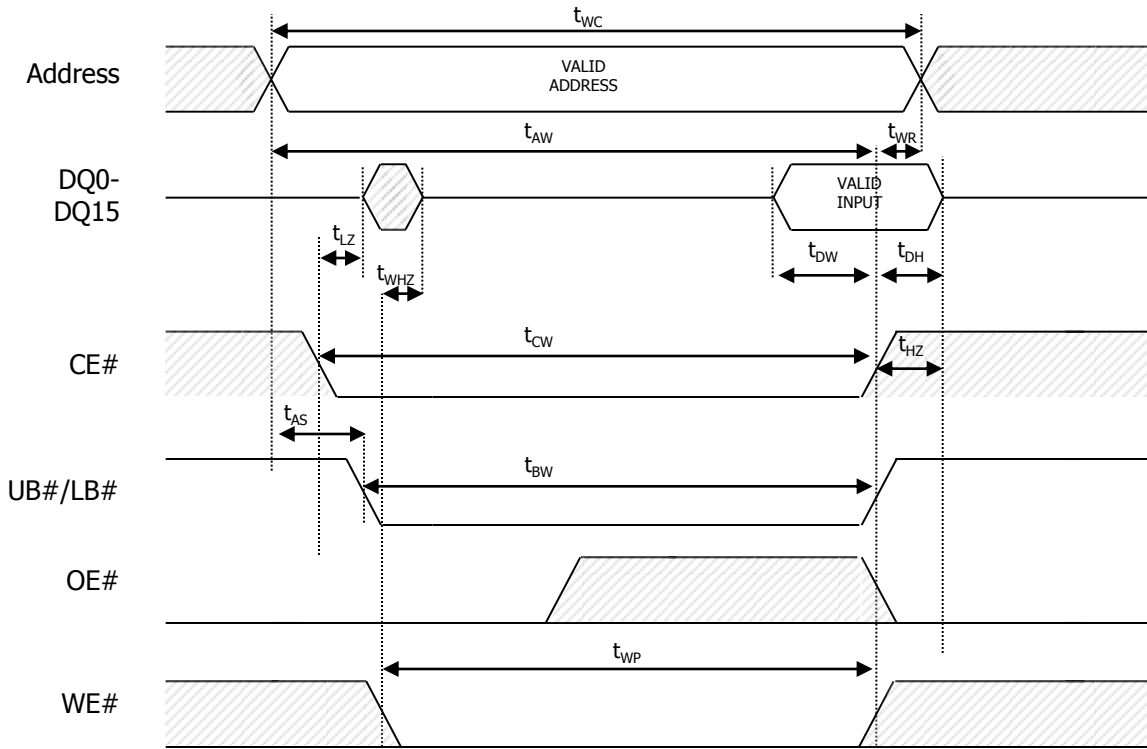 tWC
Address
VALID
ADDRESS
tAW
tWR
DQ0-
DQ15
VALID
INPUT
tLZ
tDW
tDH
tWHZ
tCW
CE#
tHZ
tAS
tBW
UB#/LB#
OE#
tWP
WE#